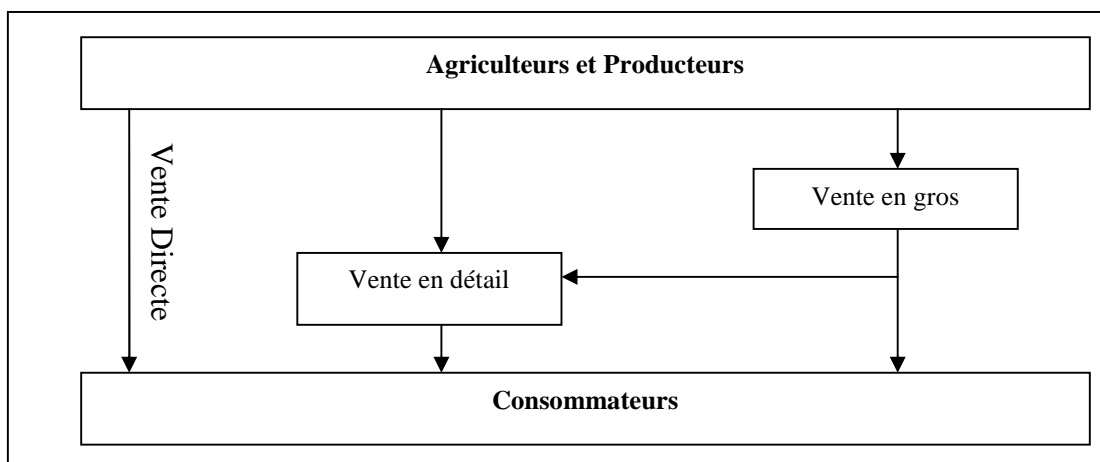 Agriculteurs et Producteurs
Vente Directe
Vente en gros
Vente en détail
Consommateurs